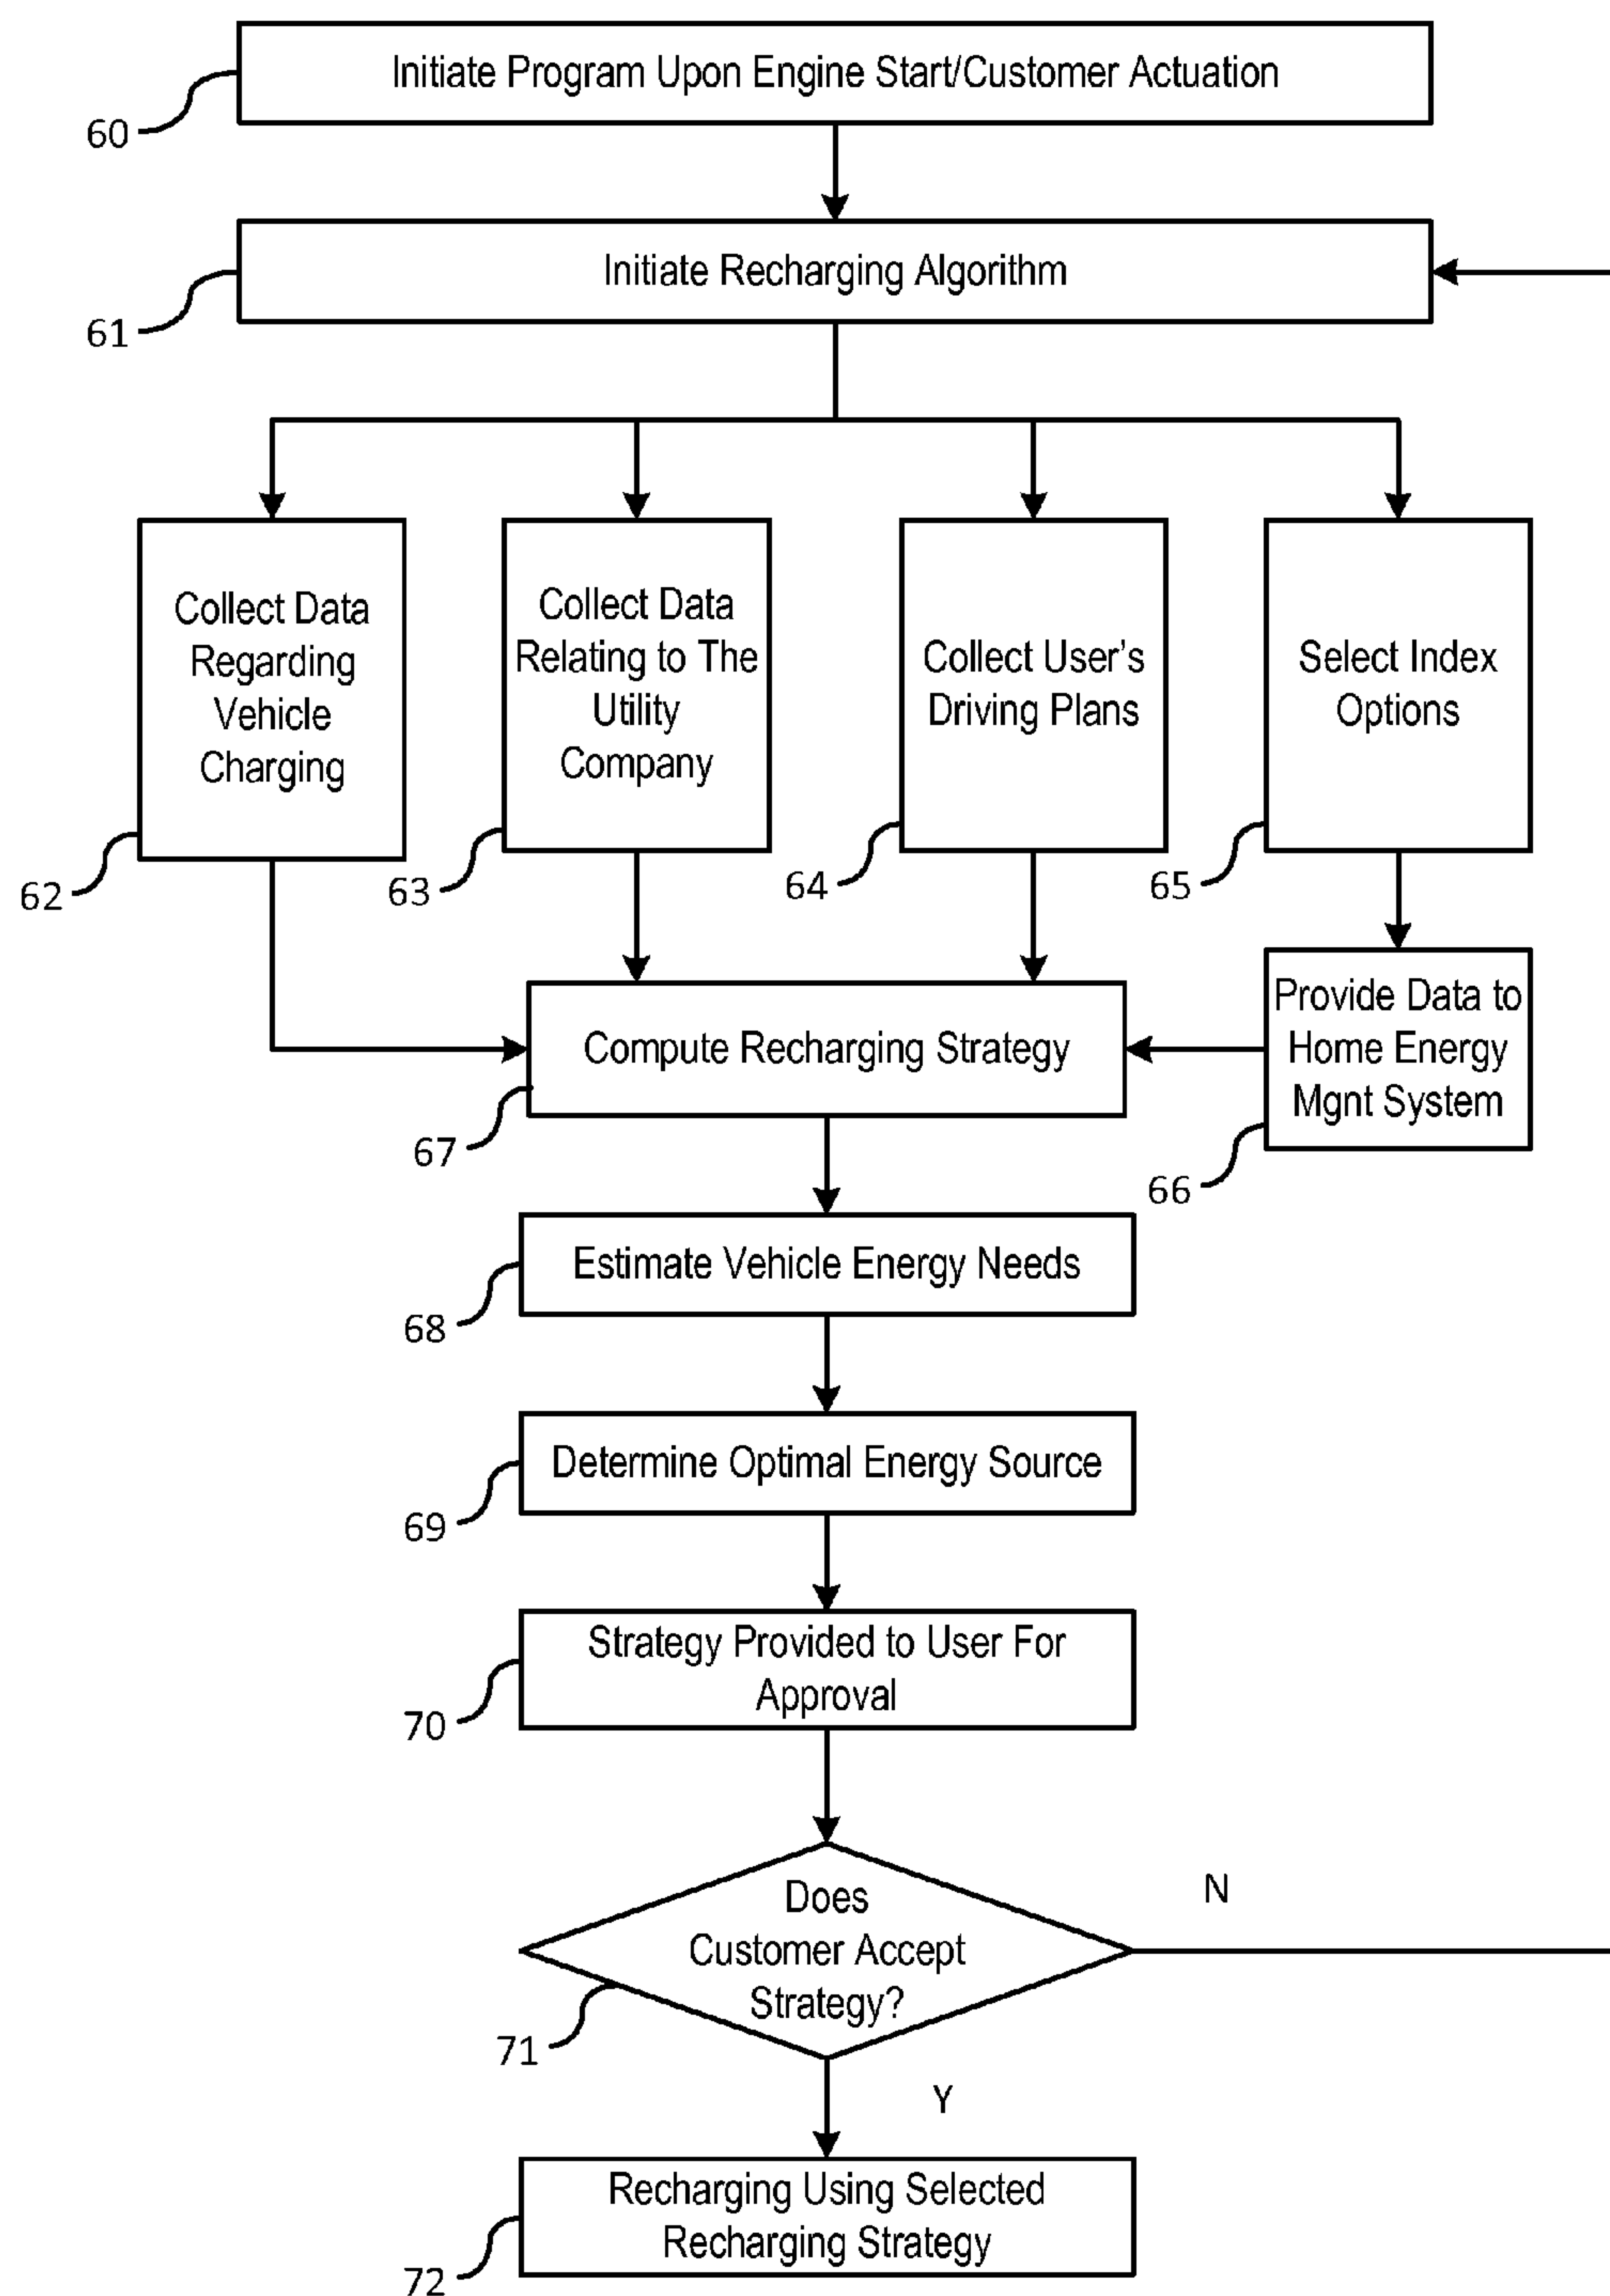 Initiate Program Upon Engine Start/Customer Actuation
60
Initiate Recharging Algorithm
61
Collect Data
Regarding
Vehicle
Charging
62
Collect Data
Relating to The
Utility
Company
63
Collect User's
Driving Plans
64
Select Index
Options
65
Provide Data to
Home Energy
Mgnt System
66
Compute Recharging Strategy
67
Estimate Vehicle Energy Needs
68
Determine Optimal Energy Source
69
Strategy Provided to User For
Approval
70
Does
Customer Accept
Strategy?
71
N
Y
Recharging Using Selected
Recharging Strategy
72